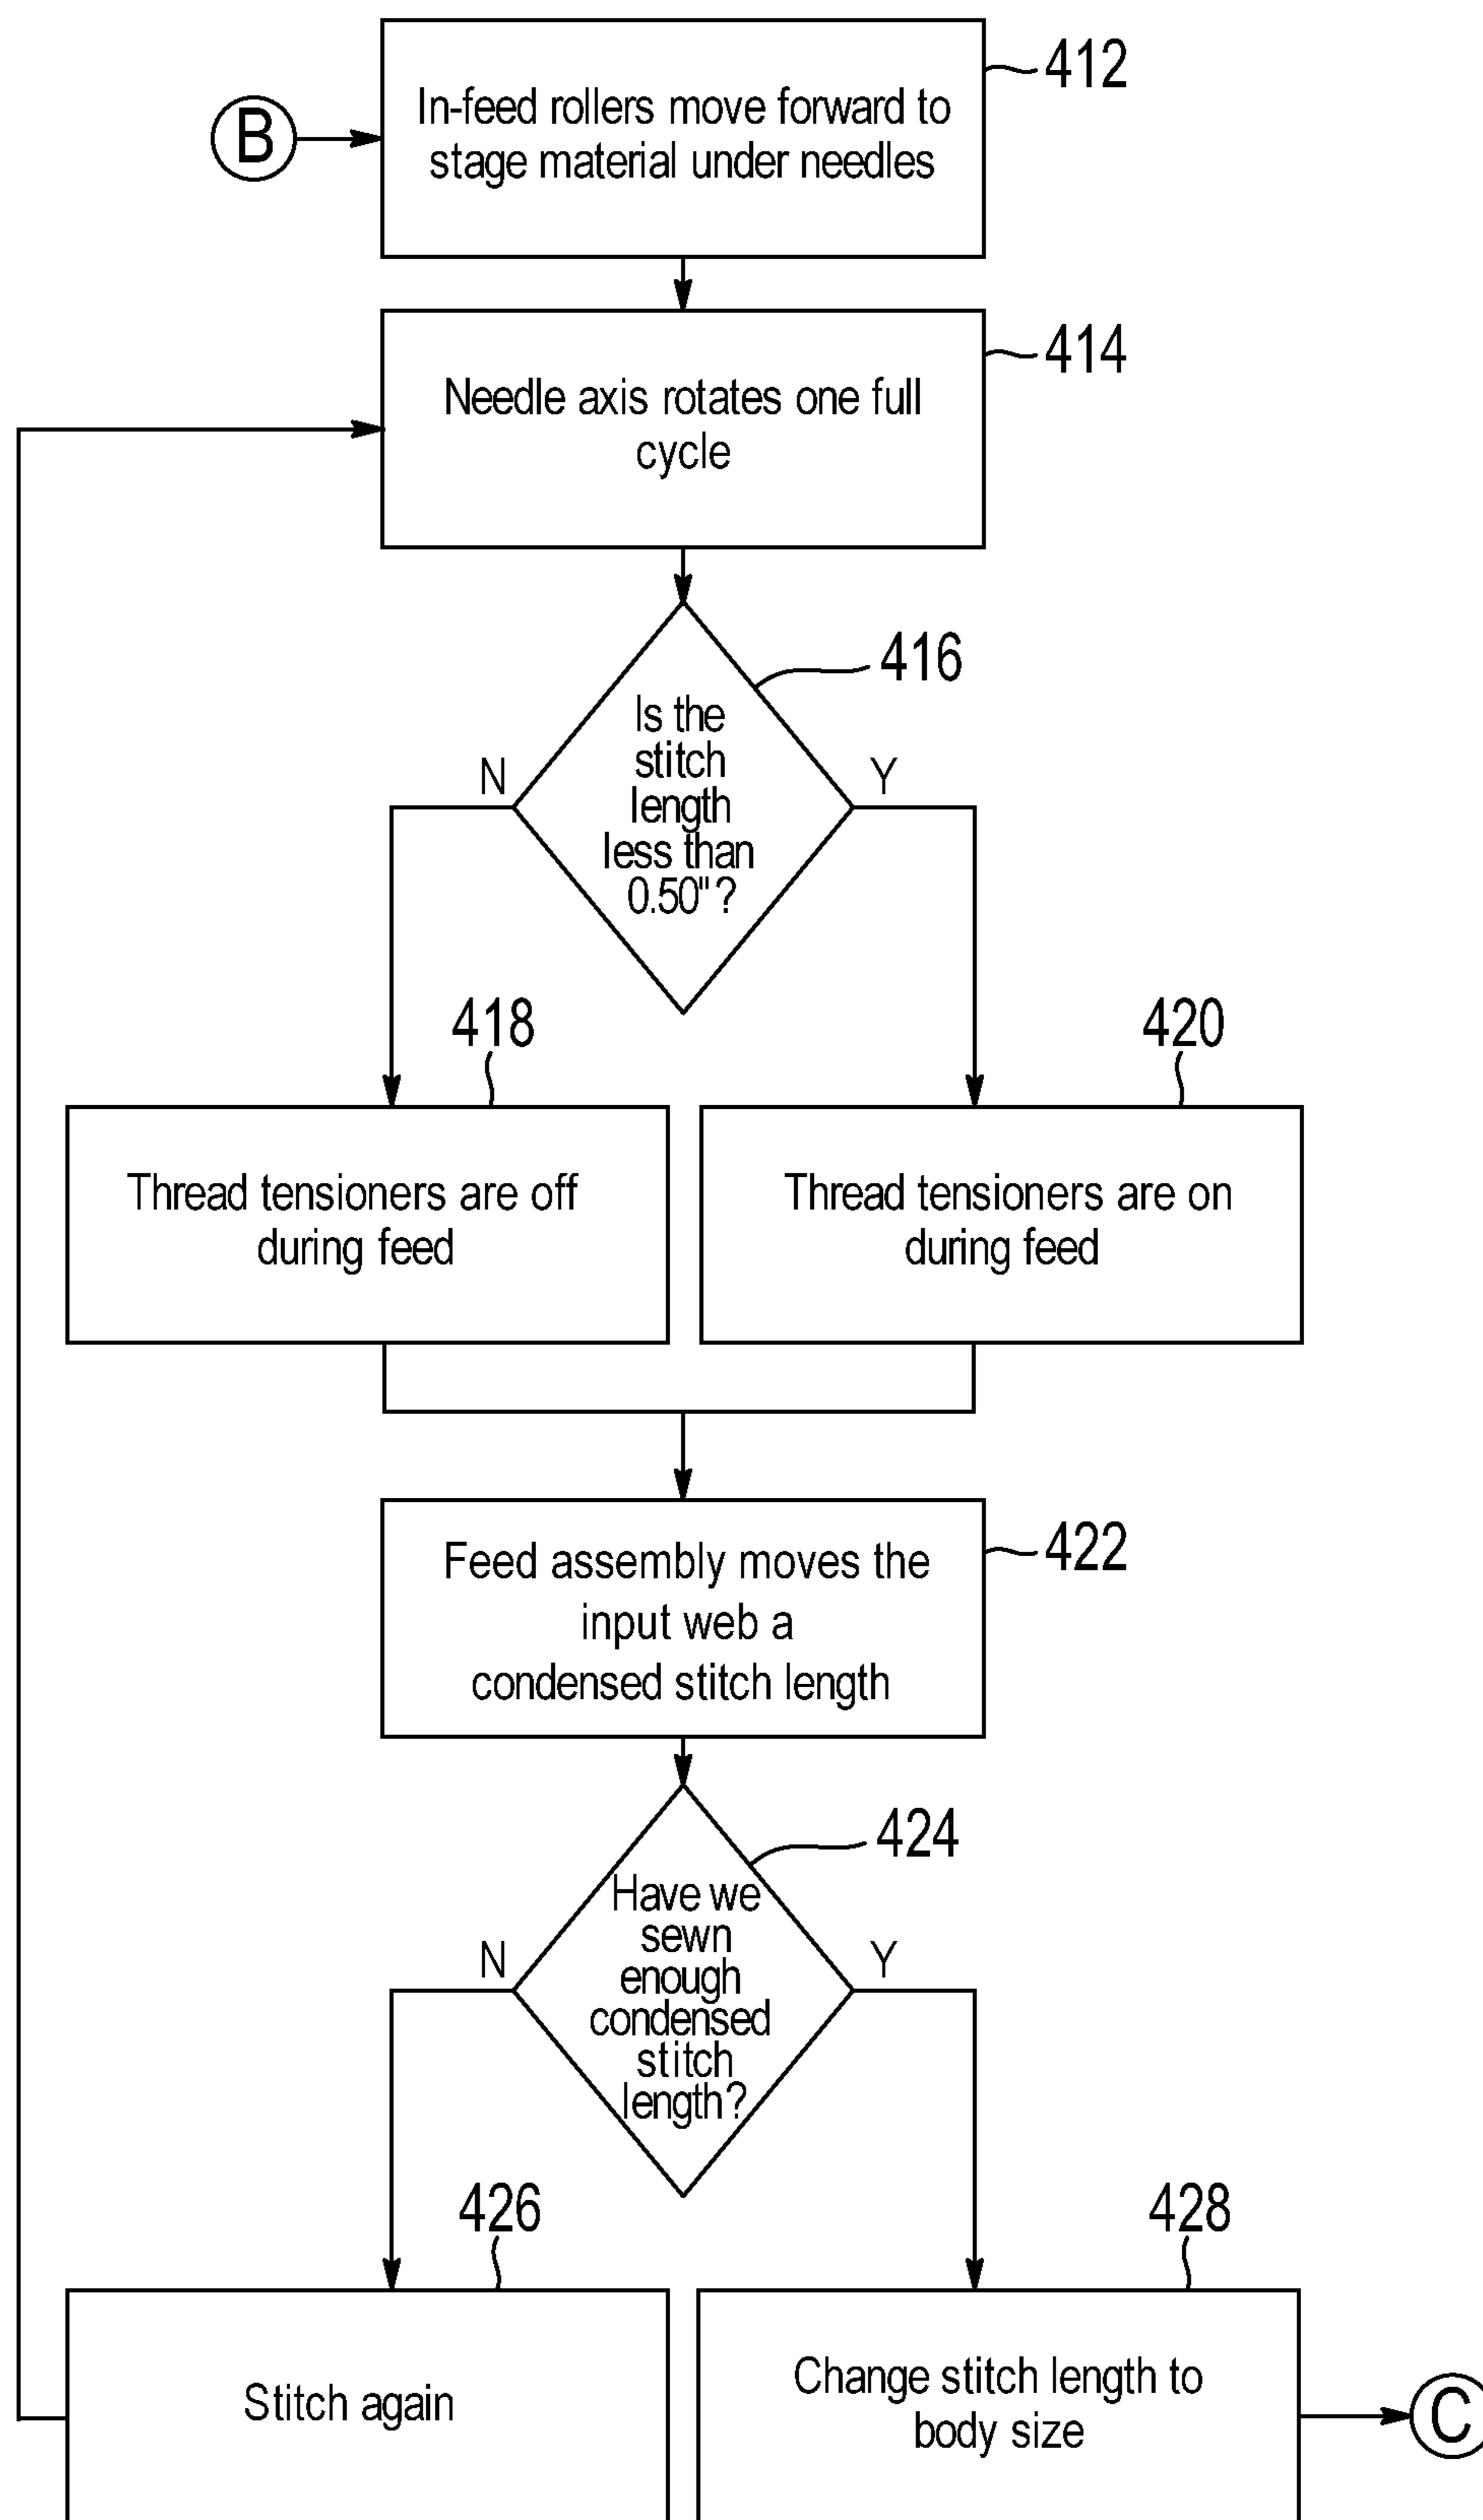 412
B
In-feed rollers move forward to
stage material under needles
414
Needle axis rotates one full
cycle
416
Is the
stitch
length
less than
0.50"?
N
Y
418
420
Thread tensioners are off
during feed
Thread tensioners are on
during feed
422
Feed assembly moves the
input web a
condensed stitch length
424
Have we
sewn
enough
condensed
stitch
length?
N
Y
426
428
Stitch again
Change stitch length to
body size
C